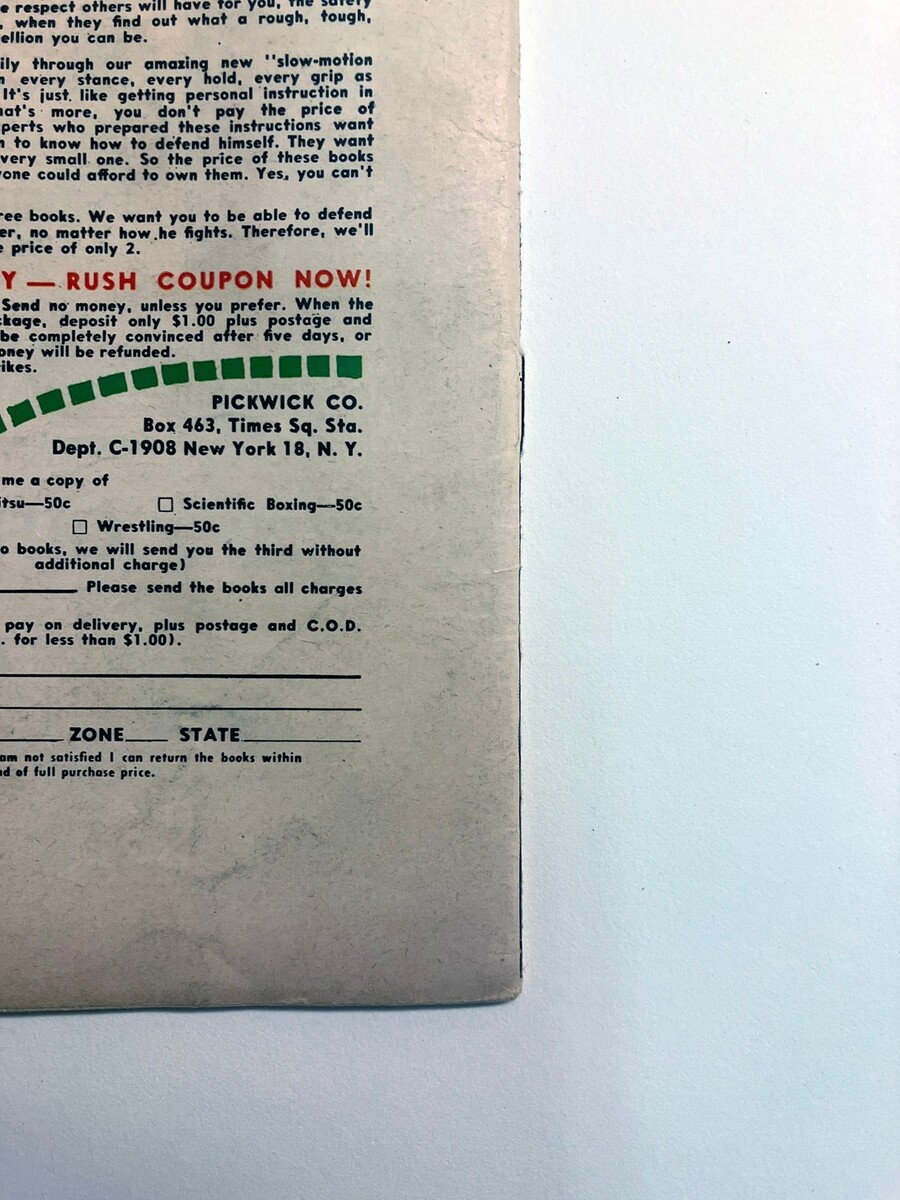 respect others will have for you, the safety
, when they find out what a rough, tough,
ellion you can be.
ily through our amazing new "slow-motion
every stance, every hold, every grip as
It's just like getting personal instruction in
hat's more, you don't pay the price of
perts who prepared these instructions want
to know how to defend himself. They want
very small one. So the price of these books
yone could afford to own them. Yes, you can't
ree books. We want you to be able to defend
er, no matter how he fights. Therefore, we'll
e price of only 2.
Y — RUSH COUPON NOW!
Send no money, unless you prefer. When the
ckage, deposit only $1.00 plus postage and
be completely convinced after five days, or
oney will be refunded.
ikes.
PICKWICK CO.
Box 463, Times Sq. Sta.
Dept. C-1908 New York 18, N. Y.
me a copy of
itsu—50c □ Scientific Boxing—50c
□ Wrestling—50c
o books, we will send you the third without
additional charge)
Please send the books all charges
pay on delivery, plus postage and C.O.D.
. for less than $1.00).
ZONE____ STATE____
am not satisfied I can return the books within
nd of full purchase price.